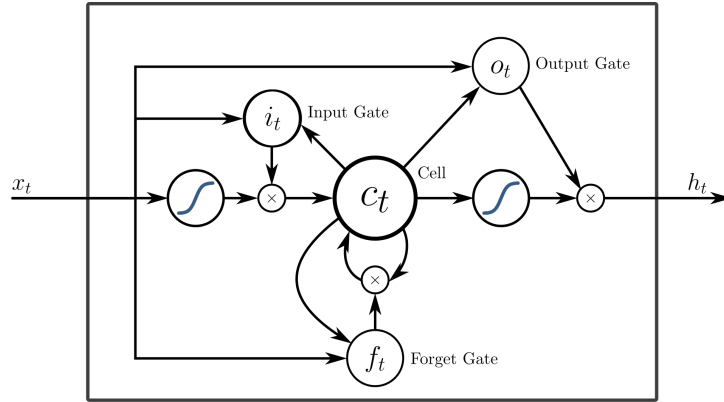 o_t Output Gate
i_t Input Gate
Cell
x_t
×
c_t
×
h_t
×
f_t Forget Gate